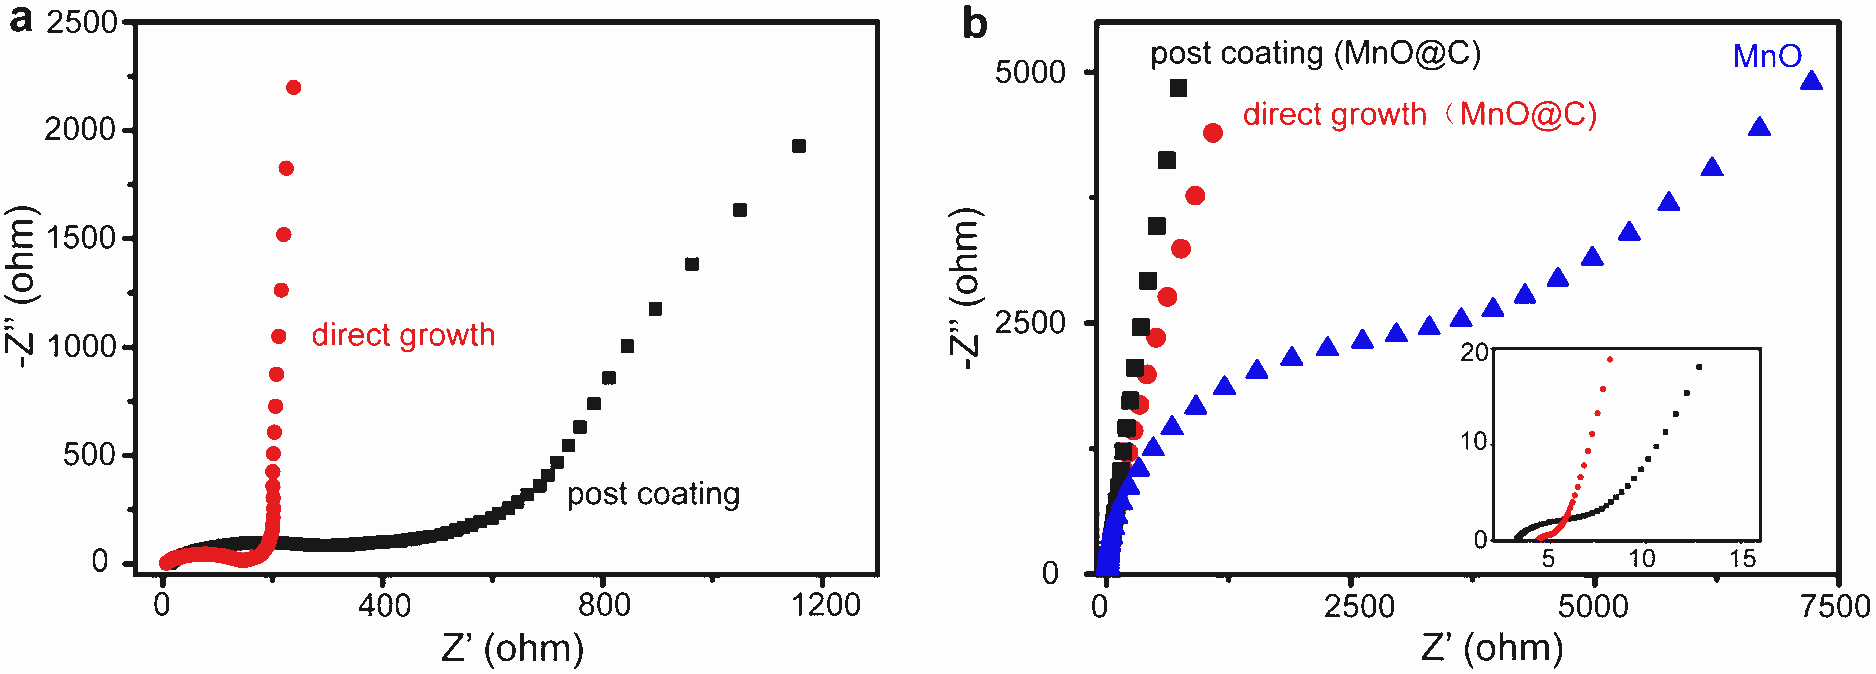 a
2500
2000
1500
1000
500
0
-Z” (ohm)
direct growth
post coating
0
400
800
1200
Z’ (ohm)
b
5000
2500
0
-Z” (ohm)
post coating (MnO@C)
MnO
direct growth（MnO@C)
20
10
0
5
10
15
0
2500
5000
7500
Z’ (ohm)